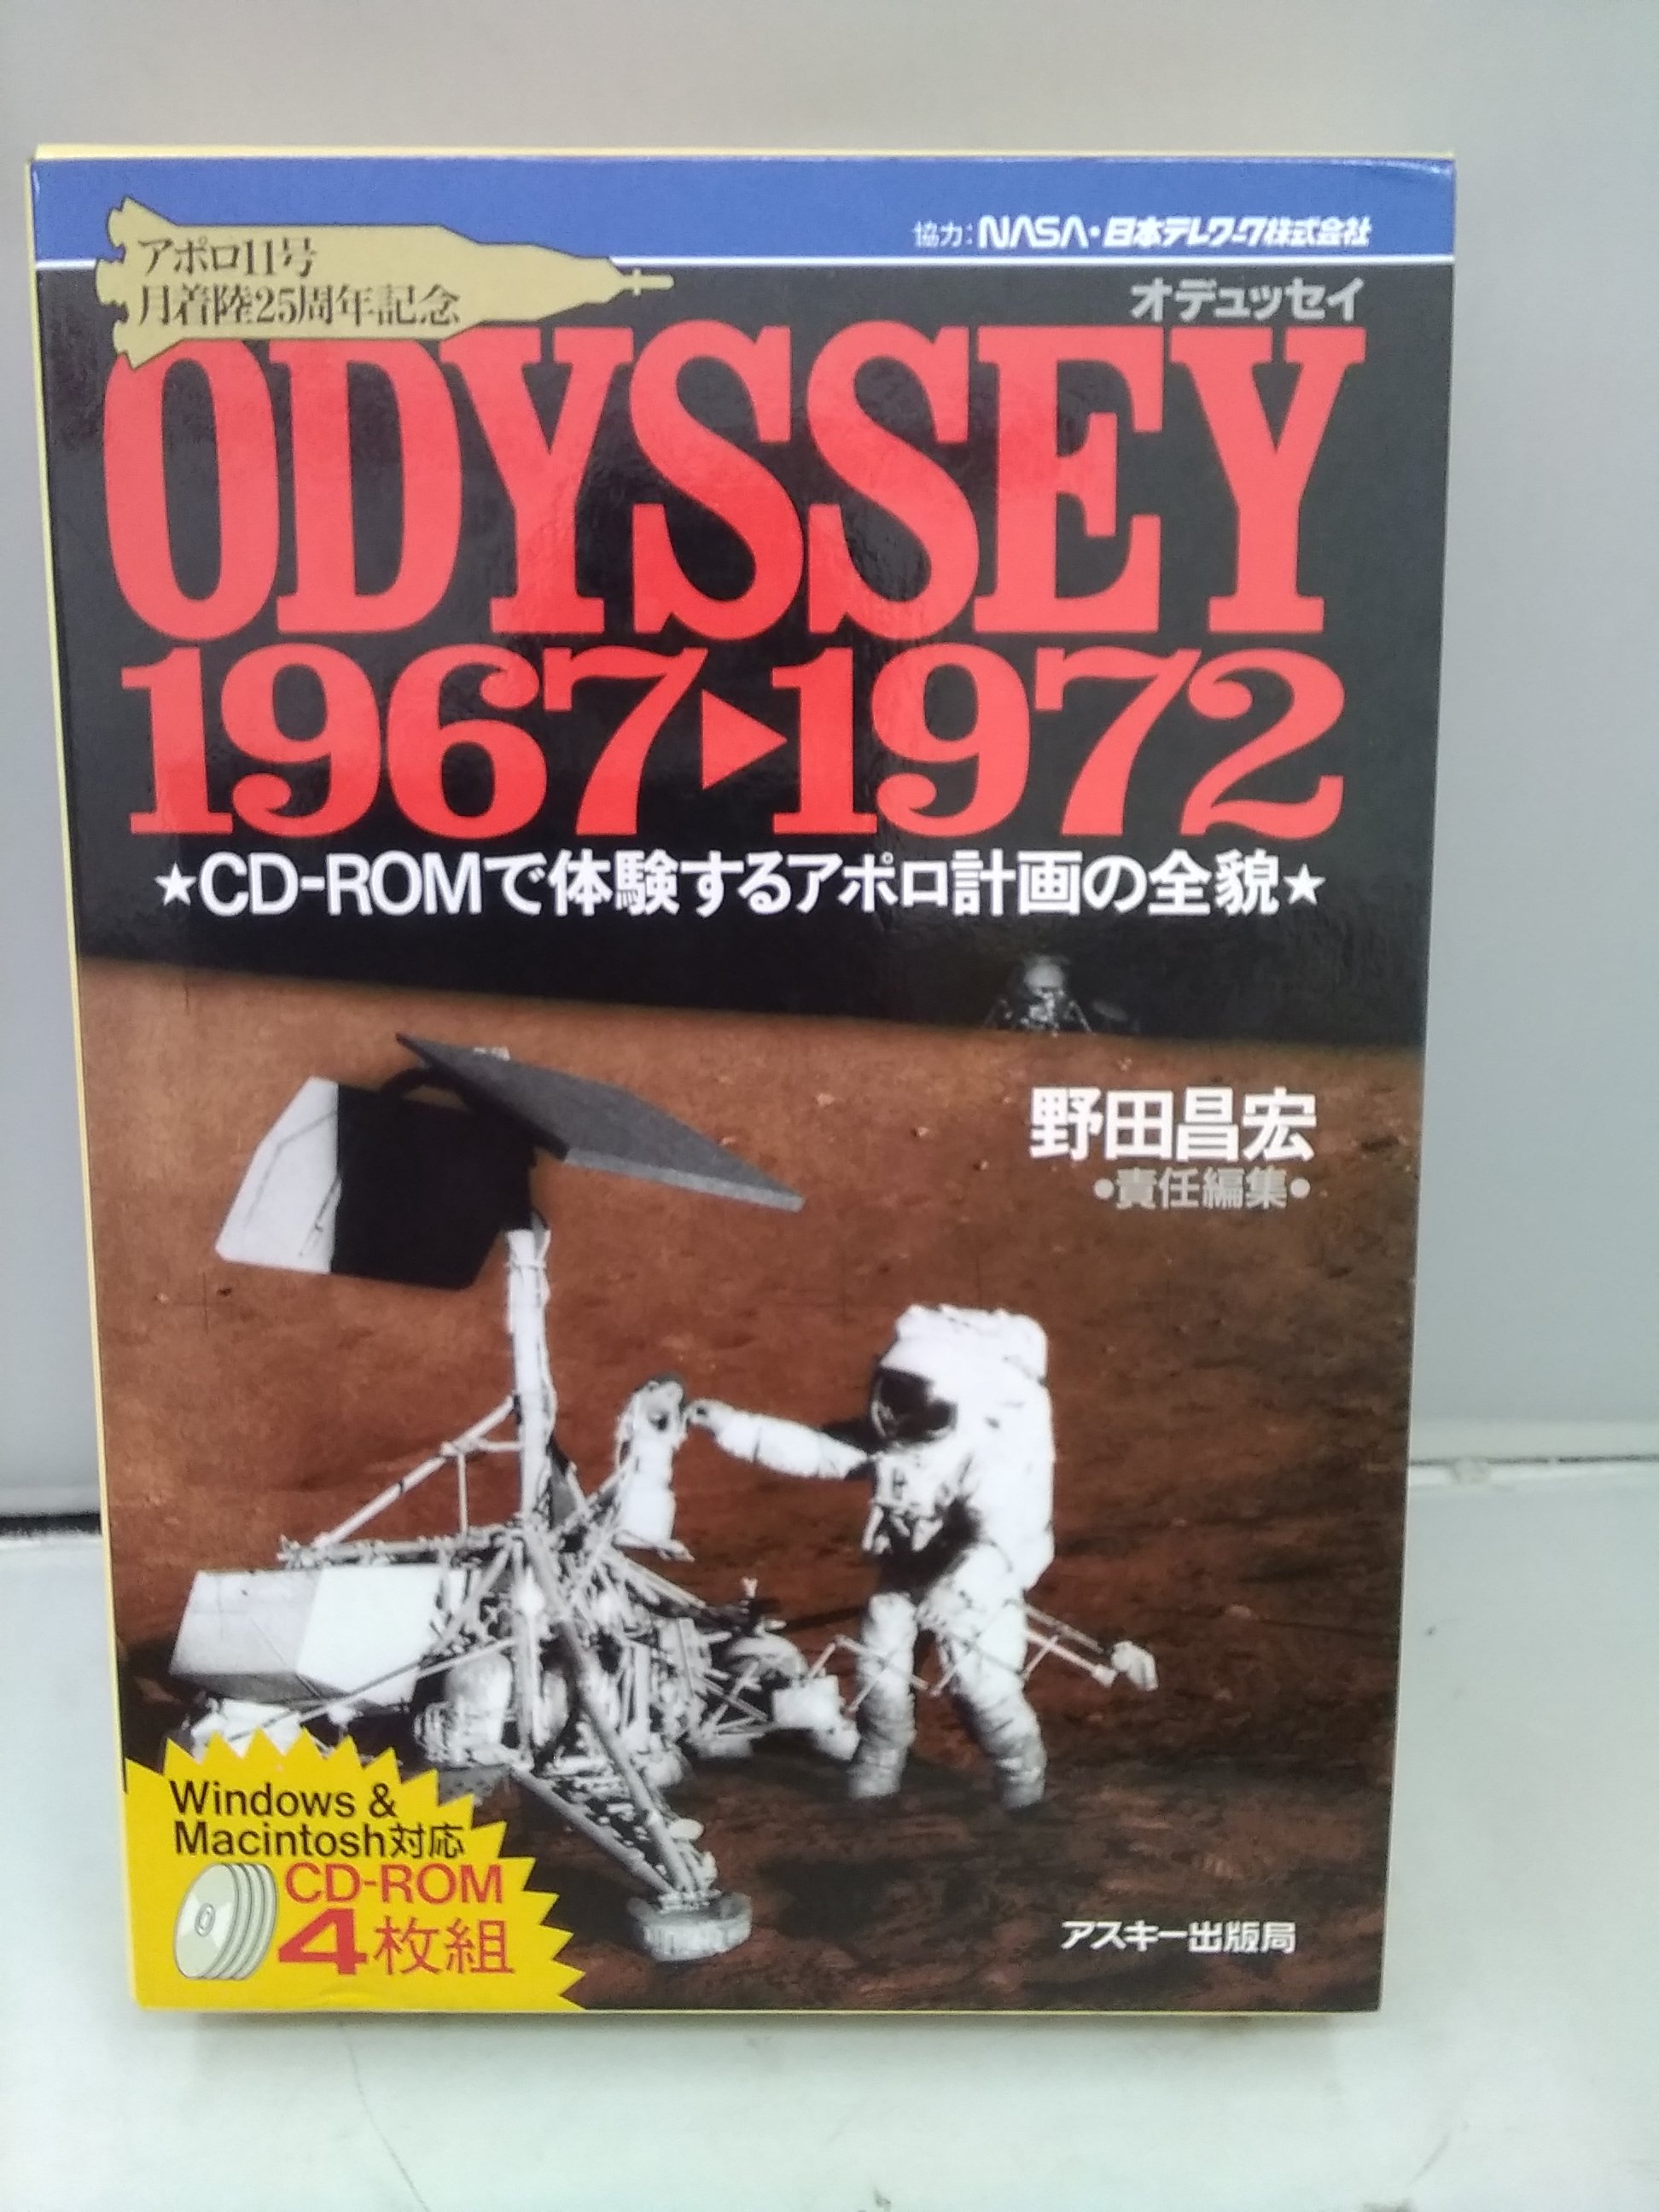 協力:NASA・日本テレワーク株式会社
アポロ11号
月着陸25周年記念
オデュッセイ
ODYSSEY
1967▶1972
★CD-ROMで体験するアポロ計画の全貌★
野田昌宏
•責任編集•
Windows &
Macintosh対応
CD-ROM
4枚組
アスキー出版局